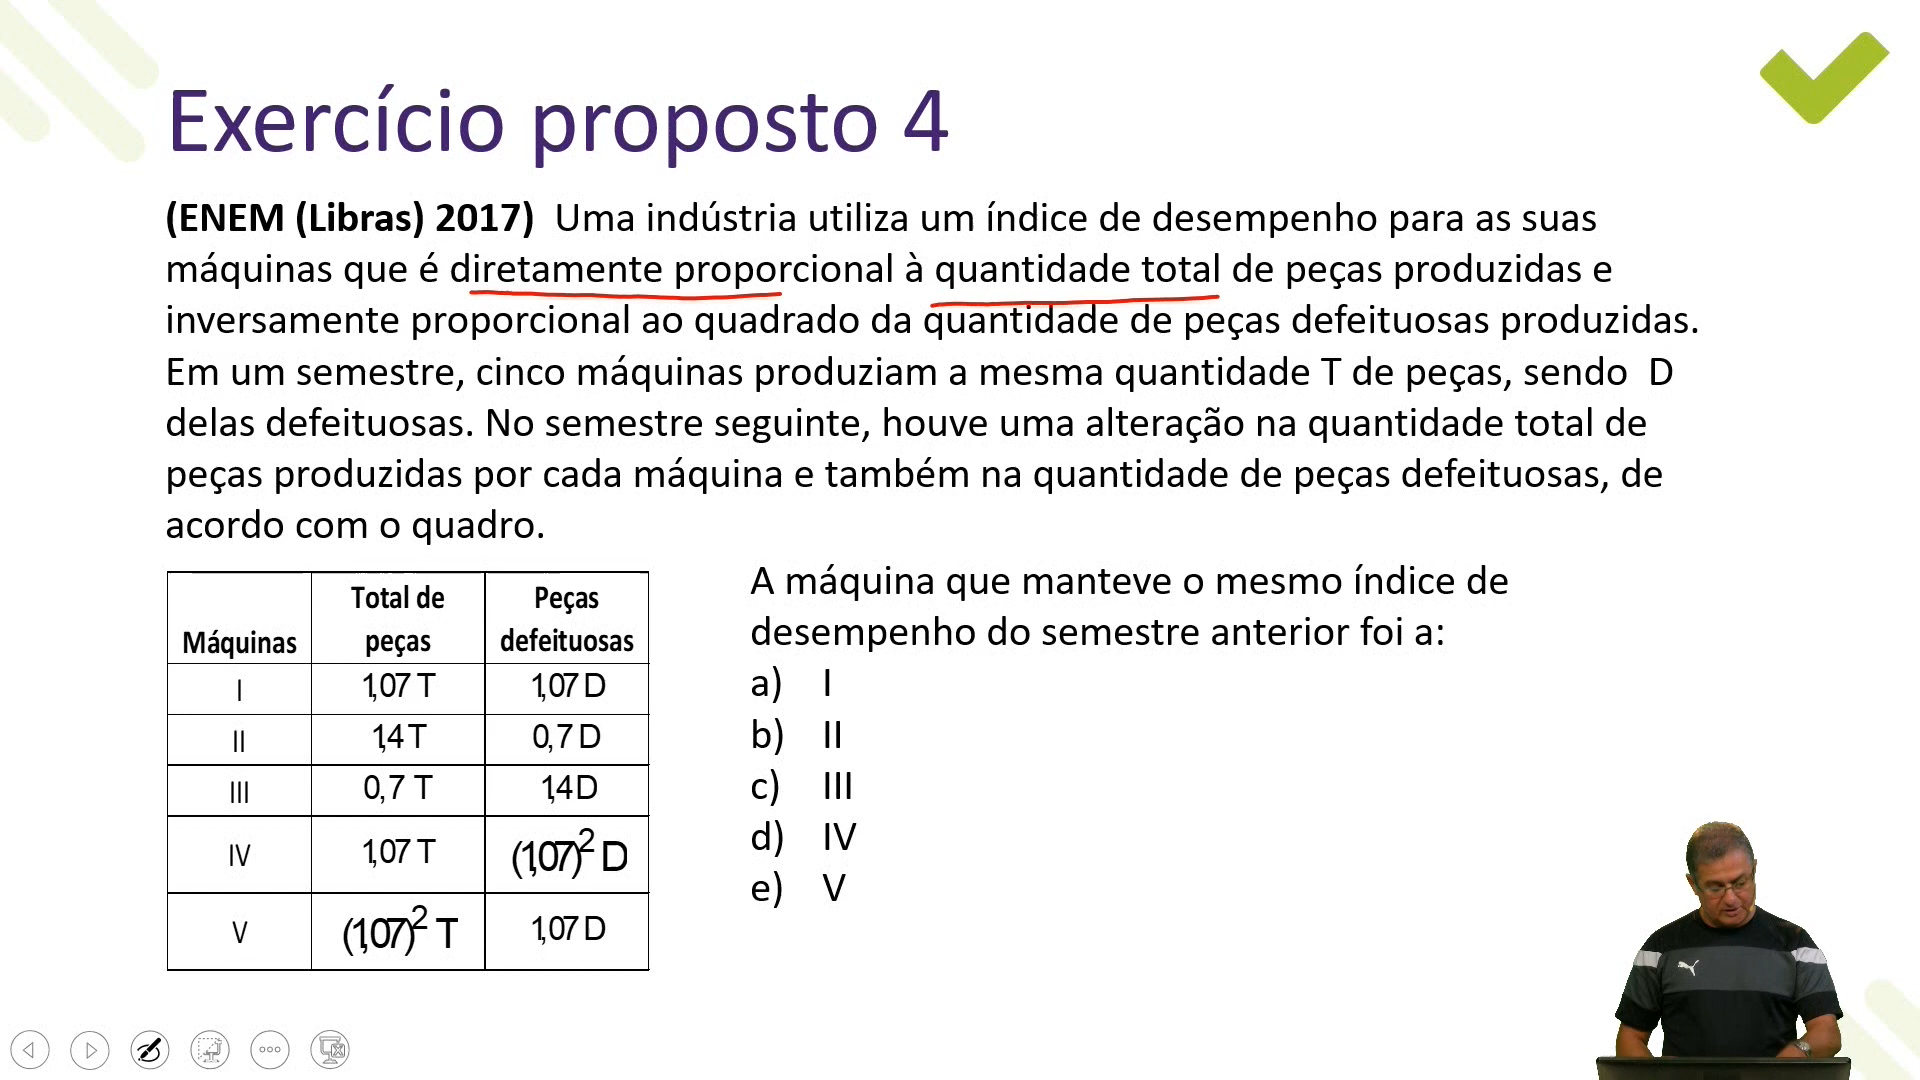 Exercício proposto 4
(ENEM (Libras) 2017) Uma indústria utiliza um índice de desempenho para as suas
máquinas que é diretamente proporcional à quantidade total de peças produzidas e
inversamente proporcional ao quadrado da quantidade de peças defeituosas produzidas.
Em um semestre, cinco máquinas produziam a mesma quantidade T de peças, sendo D
delas defeituosas. No semestre seguinte, houve uma alteração na quantidade total de
peças produzidas por cada máquina e também na quantidade de peças defeituosas, de
acordo com o quadro.
Máquinas Total de peças Peças defeituosas
I 1,07 T 1,07 D
II 1,4 T 0,7 D
III 0,7 T 1,4 D
IV 1,07 T (1,07)² D
V (1,07)² T 1,07 D
A máquina que manteve o mesmo índice de
desempenho do semestre anterior foi a:
a) I
b) II
c) III
d) IV
e) V